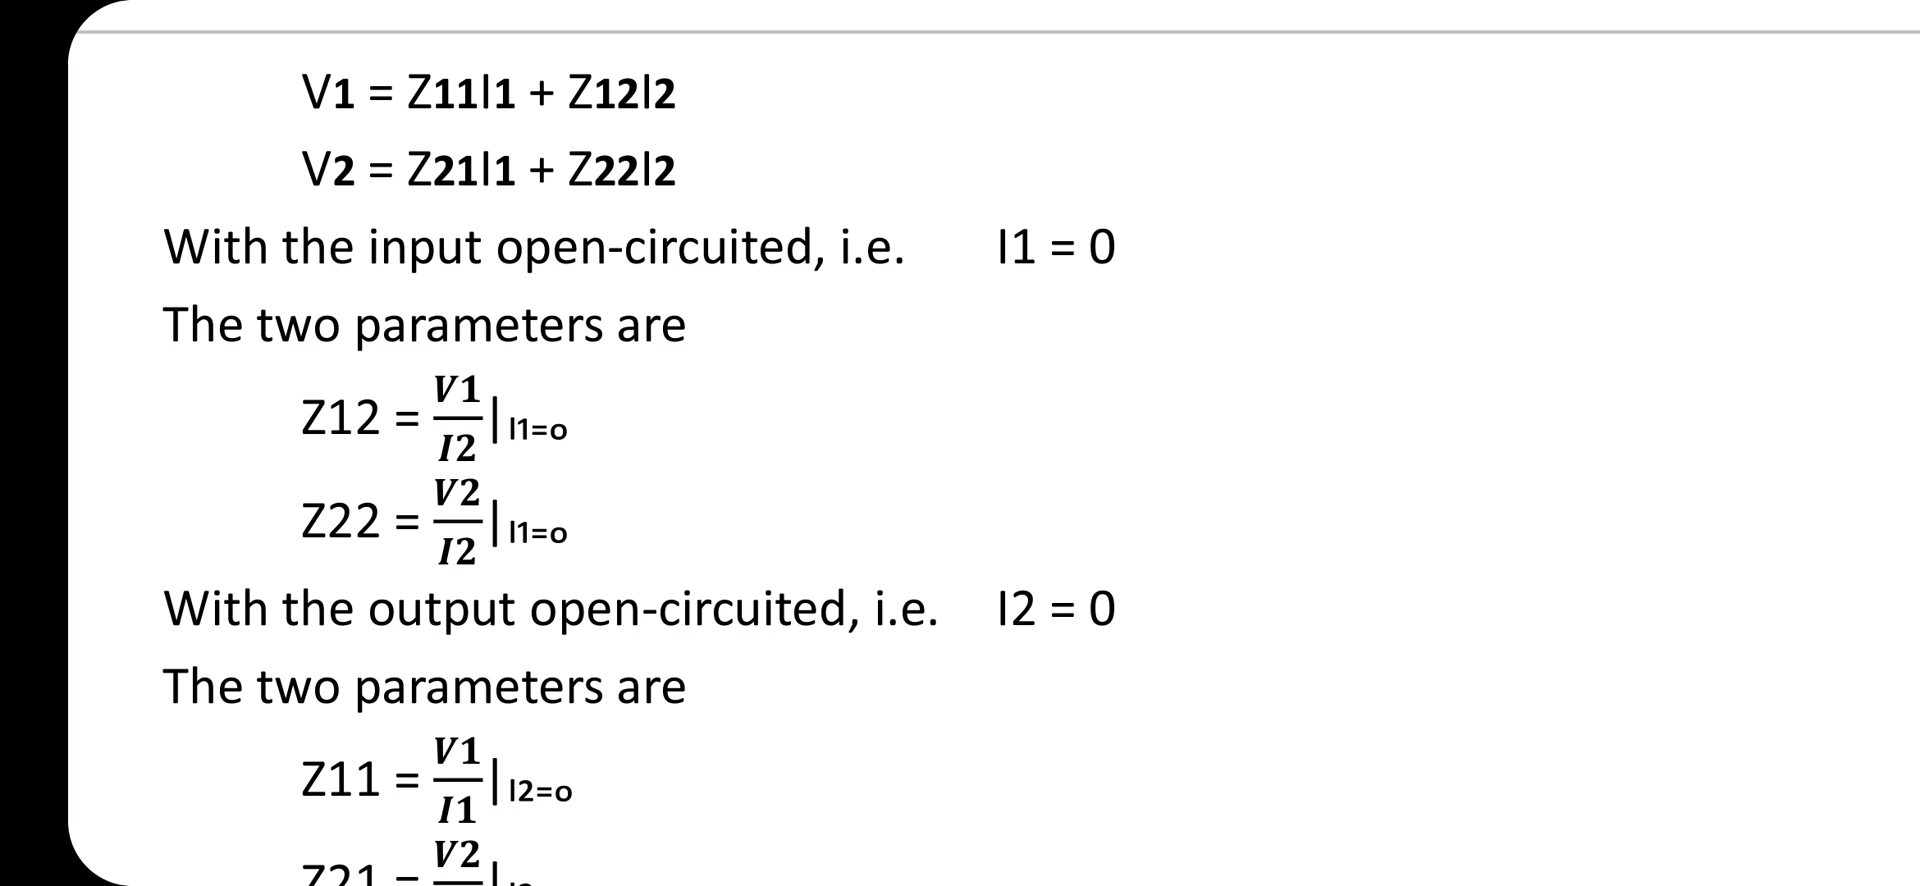 V1 = Z11I1 + Z12I2
V2 = Z21I1 + Z22I2
With the input open-circuited, i.e. I1 = 0
The two parameters are
Z12 = V1/I2 | I1=o
Z22 = V2/I2 | I1=o
With the output open-circuited, i.e. I2 = 0
The two parameters are
Z11 = V1/I1 | I2=o
Z21 = V2